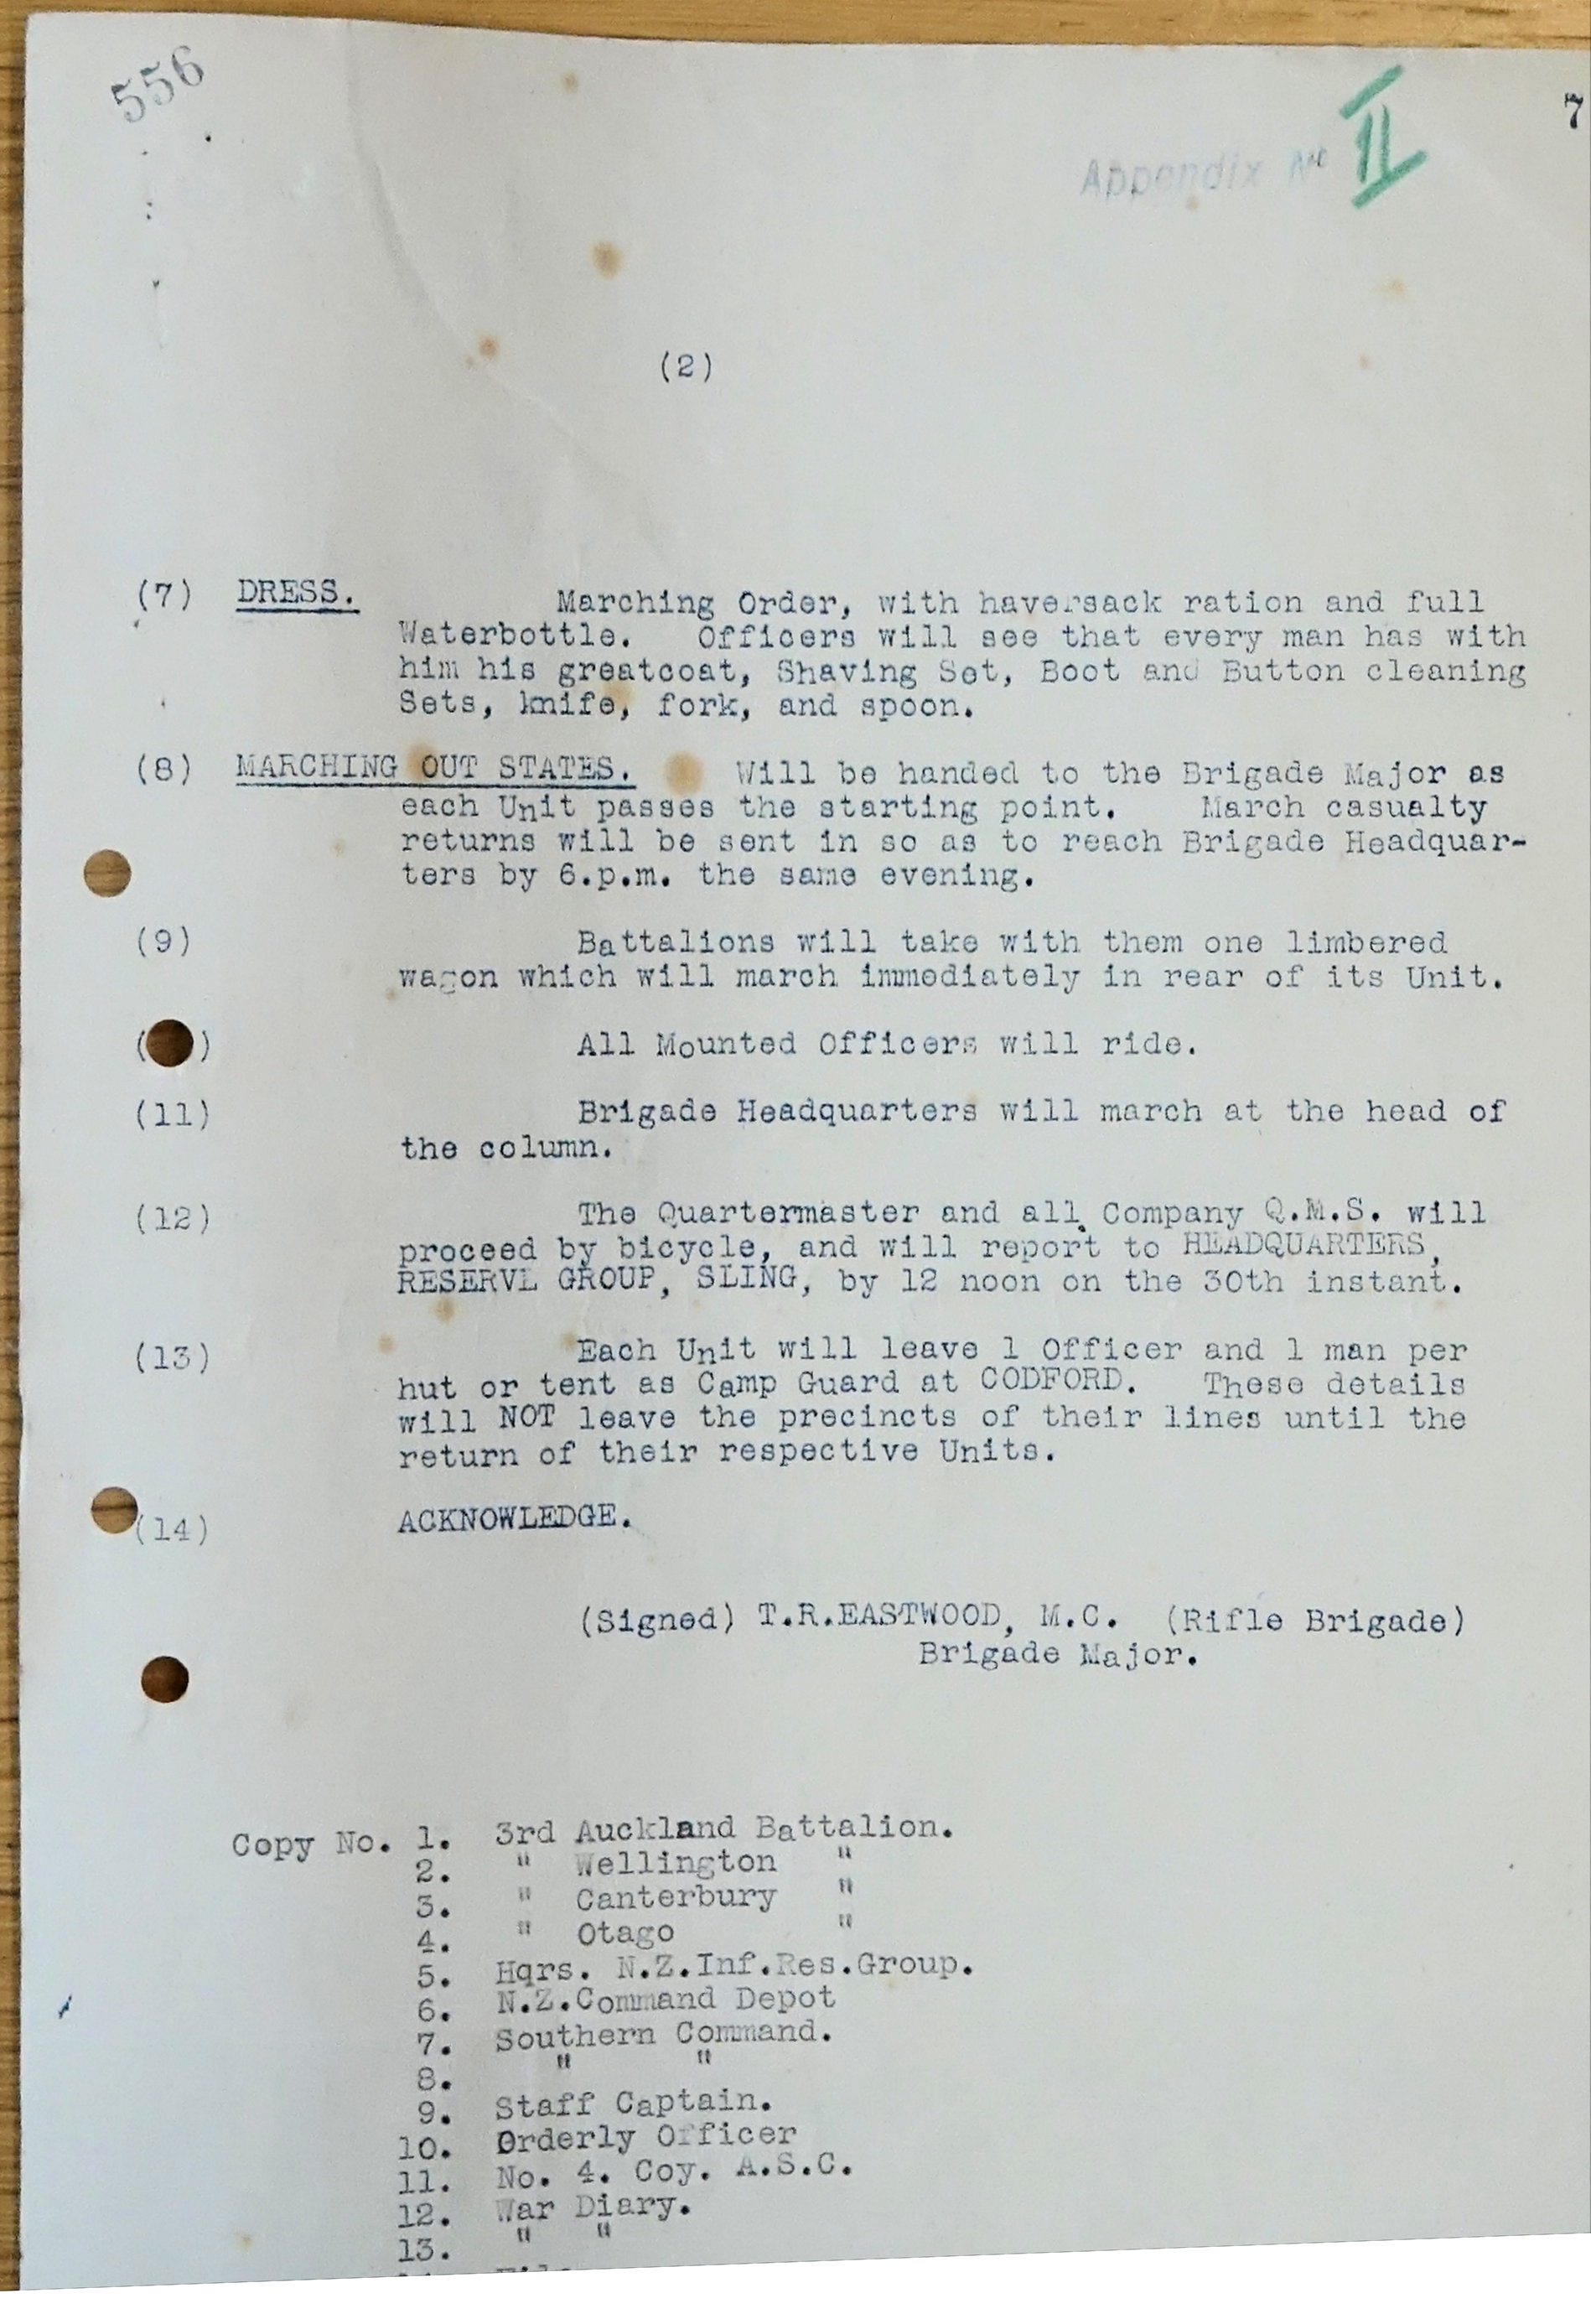 556
7
Appendix No II
(2)
(7) DRESS. Marching Order, with haversack ration and full
Waterbottle. Officers will see that every man has with
him his greatcoat, Shaving Set, Boot and Button cleaning
Sets, knife, fork, and spoon.
(8) MARCHING OUT STATES. Will be handed to the Brigade Major as
each Unit passes the starting point. March casualty
returns will be sent in so as to reach Brigade Headquar-
ters by 6.p.m. the same evening.
(9) Battalions will take with them one limbered
wagon which will march immediately in rear of its Unit.
( ) All Mounted Officers will ride.
(11) Brigade Headquarters will march at the head of
the column.
(12) The Quartermaster and all Company Q.M.S. will
proceed by bicycle, and will report to HEADQUARTERS,
RESERVE GROUP, SLING, by 12 noon on the 30th instant.
(13) Each Unit will leave 1 Officer and 1 man per
hut or tent as Camp Guard at CODFORD. These details
will NOT leave the precincts of their lines until the
return of their respective Units.
(14) ACKNOWLEDGE.
(Signed) T.R.EASTWOOD, M.C. (Rifle Brigade)
Brigade Major.
Copy No. 1. 3rd Auckland Battalion.
2. " Wellington "
3. " Canterbury "
4. " Otago "
5. Hqrs. N.Z.Inf.Res.Group.
6. N.Z.Command Depot
7. Southern Command.
8. " "
9. Staff Captain.
10. Orderly Officer
11. No. 4. Coy. A.S.C.
12. War Diary.
13. " "